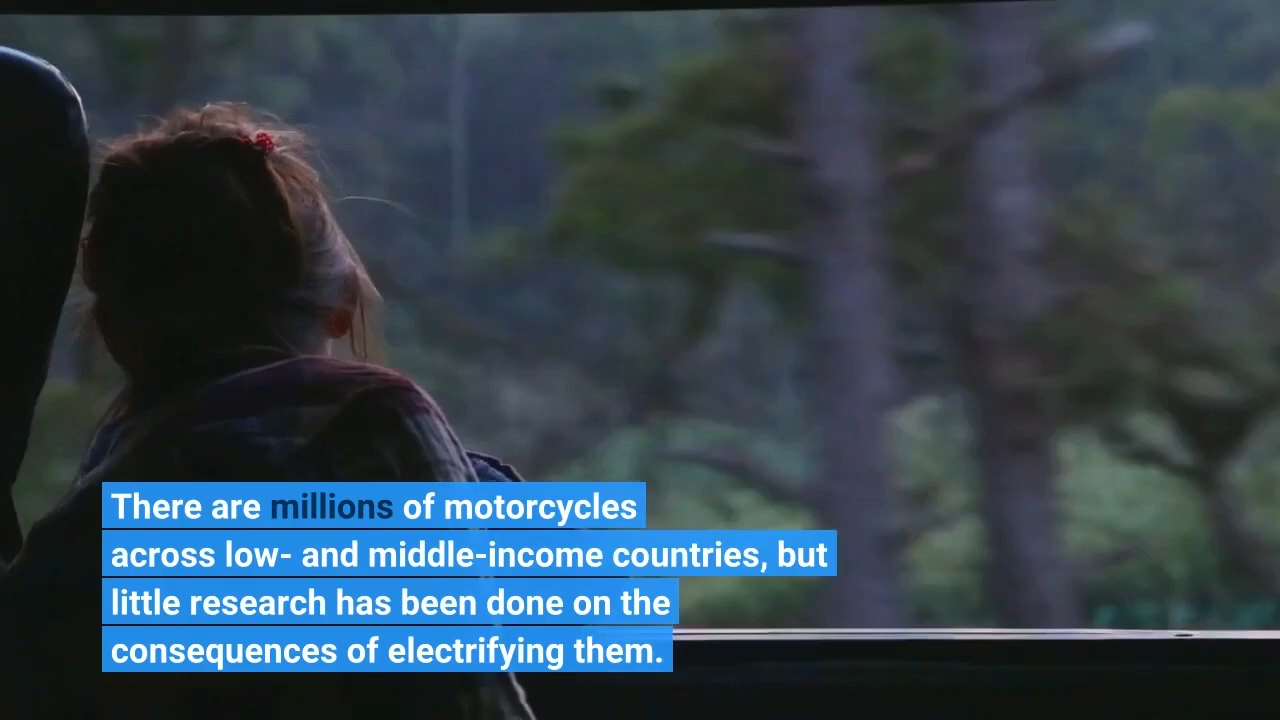 There are millions of motorcycles
across low- and middle-income countries, but
little research has been done on the
consequences of electrifying them.